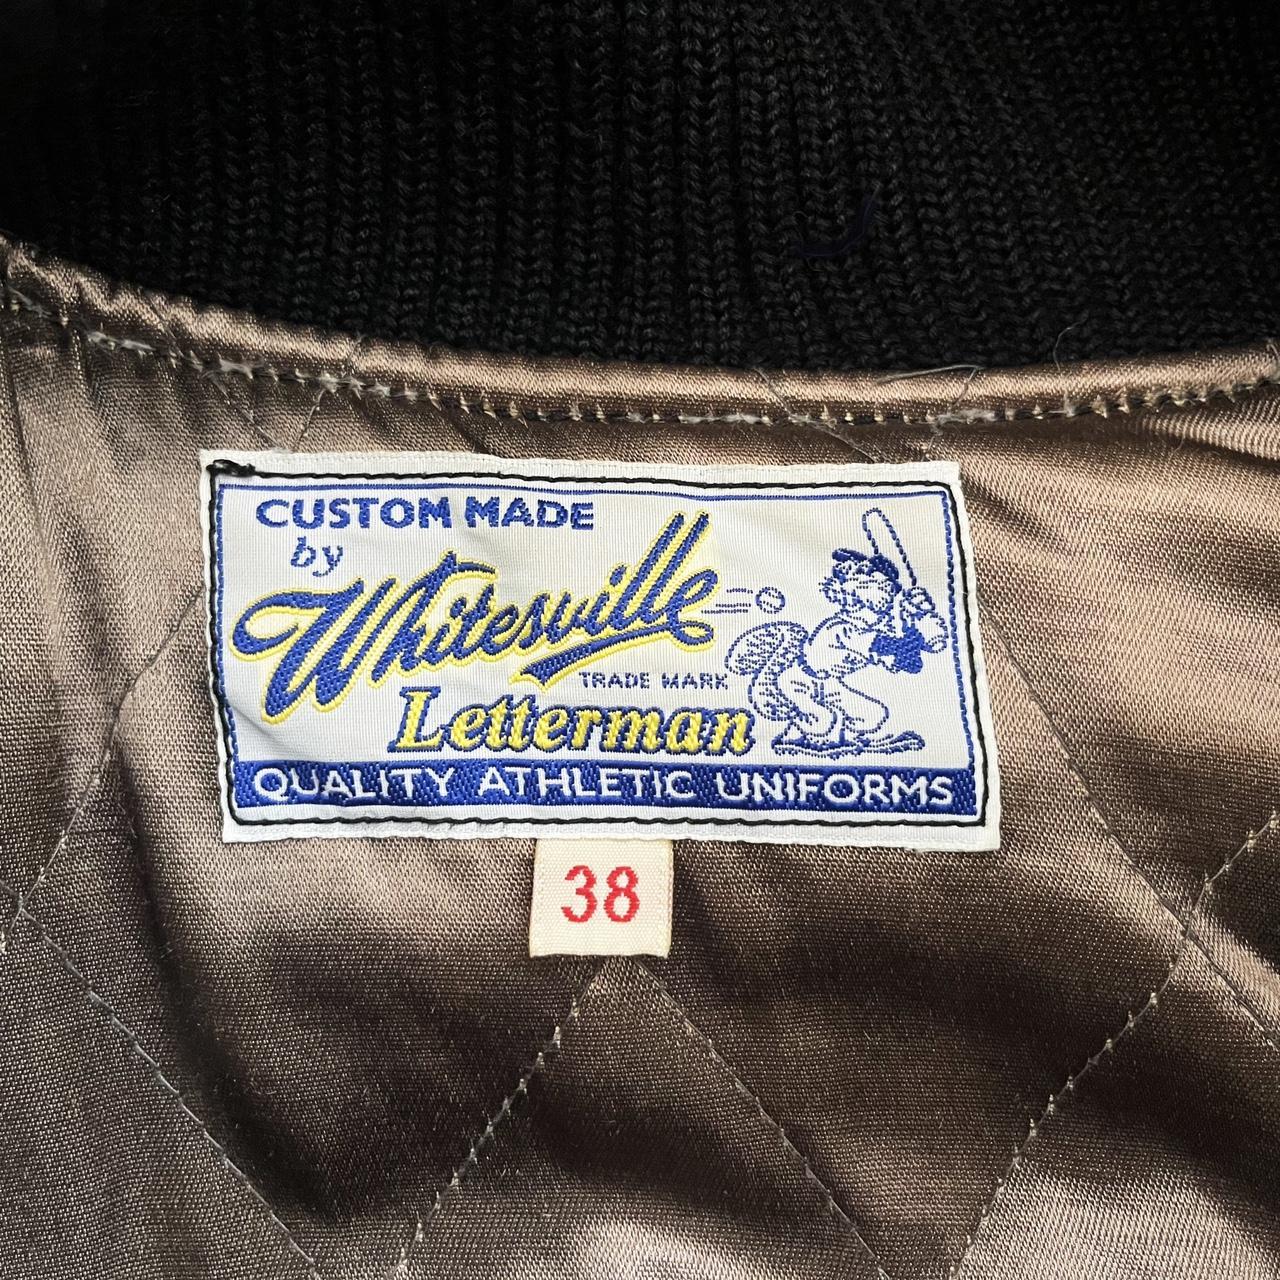 CUSTOM MADE
by
Whitesville
TRADE MARK
Letterman
QUALITY ATHLETIC UNIFORMS
38